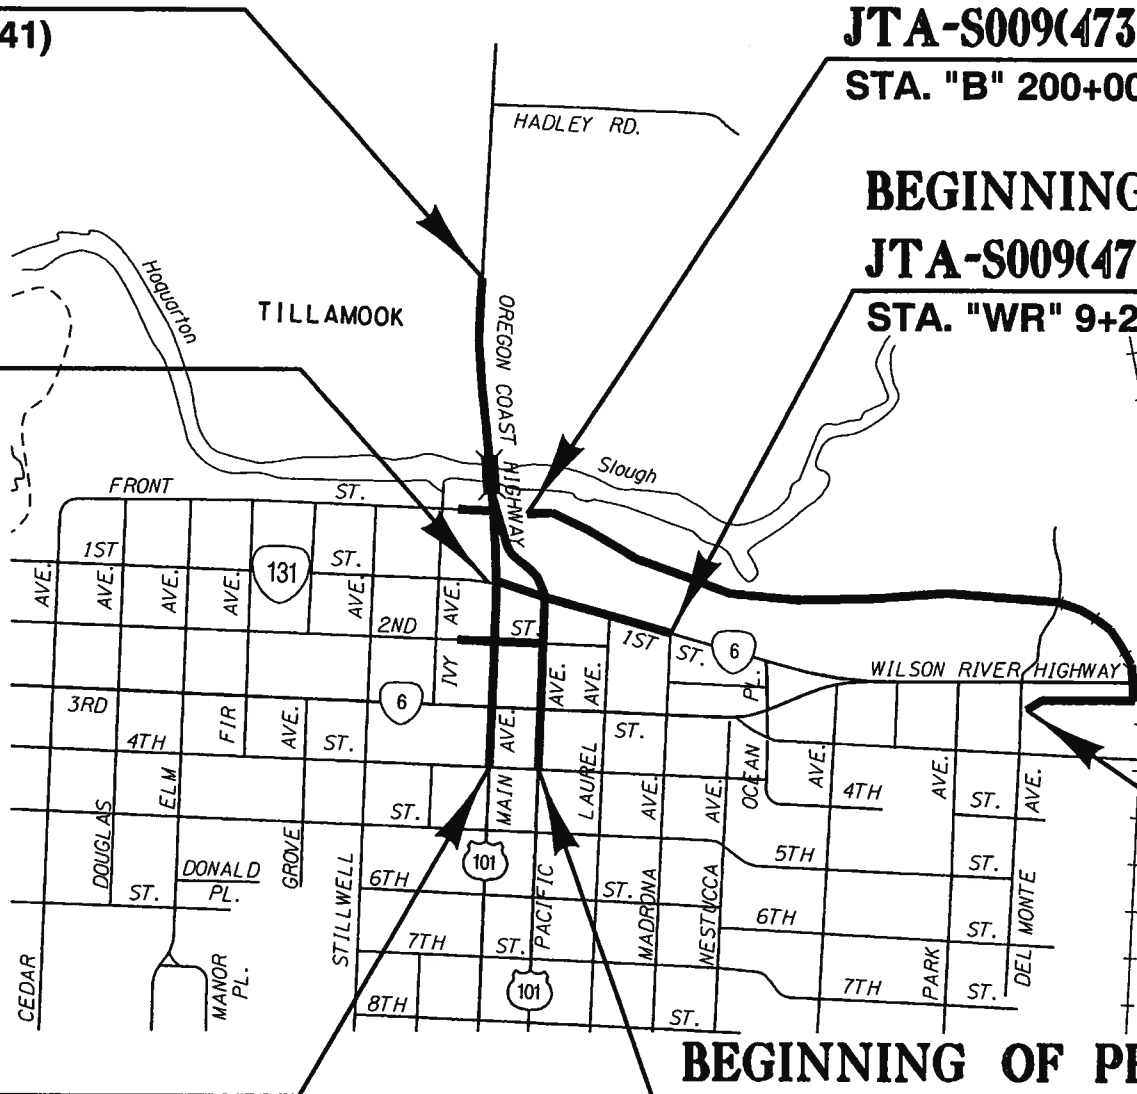 41)
JTA-S009(473
STA. "B" 200+00
HADLEY RD.
BEGINNING
JTA-S009(47
STA. "WR" 9+2
Hoquarton
TILLAMOOK
OREGON COAST HIGHWAY
Slough
FRONT ST.
1ST ST.
131
AVE. AVE. AVE. AVE. AVE. AVE.
2ND ST.
1ST ST.
6
WILSON RIVER HIGHWAY
IVY
AVE. AVE.
PL.
3RD
6
FIR
AVE.
AVE.
ST.
4TH ST.
ELM
MAIN
LAUREL
AVE. AVE.
OCEAN
AVE. AVE. AVE.
4TH ST.
DOUGLAS
GROVE
ST.
101
5TH ST.
DONALD PL.
ST.
STILLWELL
6TH ST.
PACIFIC
MADRONA
NESTUCCA
6TH ST.
DEL MONTE
7TH ST.
CEDAR
MANOR PL.
101
PARK
7TH ST.
8TH ST.
BEGINNING OF